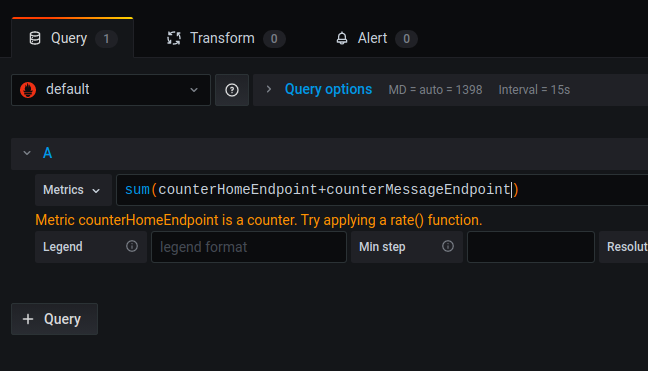 Query 1 Transform 0 Alert 0
default ? > Query options MD = auto = 1398 Interval = 15s
A
Metrics sum(counterHomeEndpoint+counterMessageEndpoint)
Metric counterHomeEndpoint is a counter. Try applying a rate() function.
Legend legend format Min step Resolut
+ Query